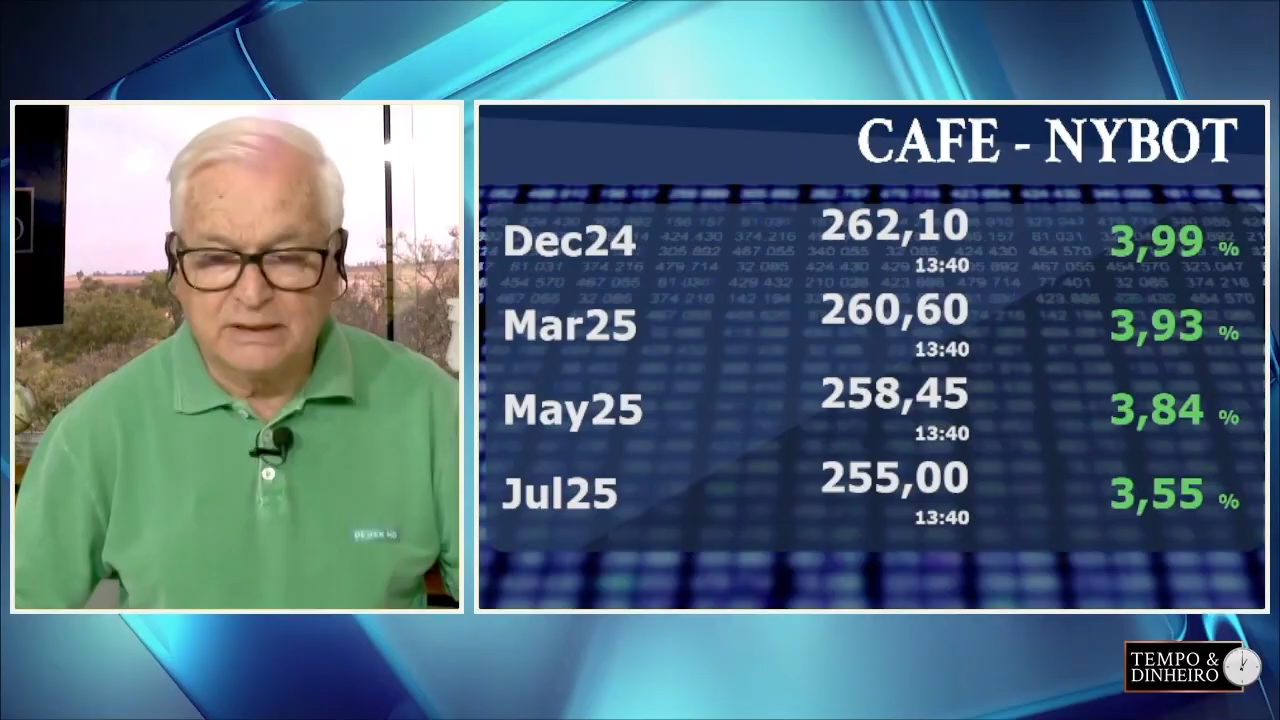 CAFE - NYBOT
Dec24 262,10 3,99 %
13:40
Mar25 260,60 3,93 %
13:40
May25 258,45 3,84 %
13:40
Jul25 255,00 3,55 %
13:40
TEMPO &
DINHEIRO